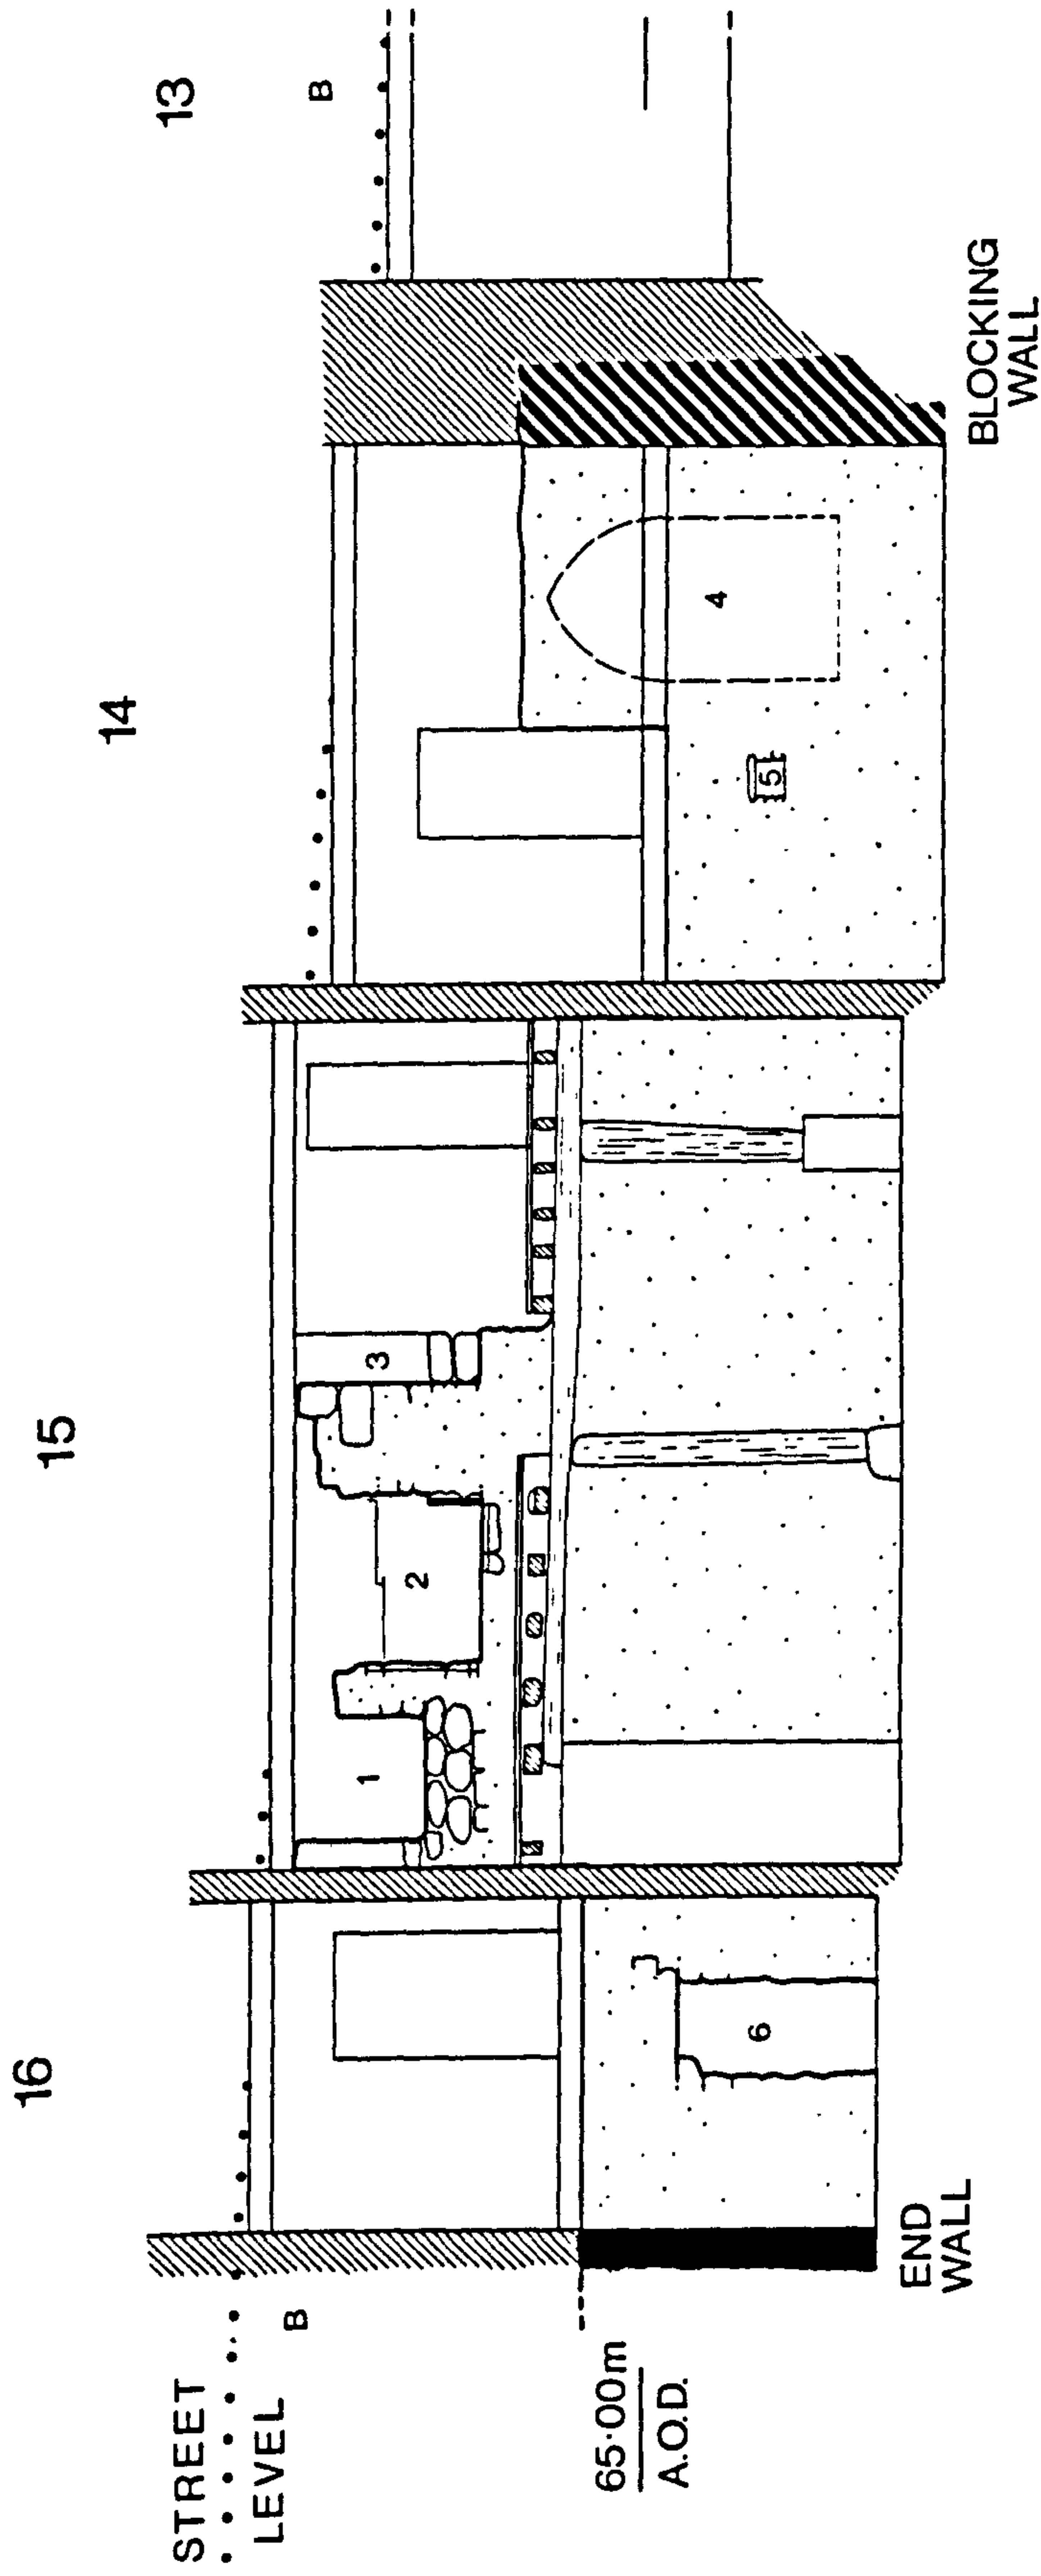 16
15
14
13
STREET
LEVEL
B
B
1
2
3
4
5
6
65·00m
A.O.D.
END
WALL
BLOCKING
WALL